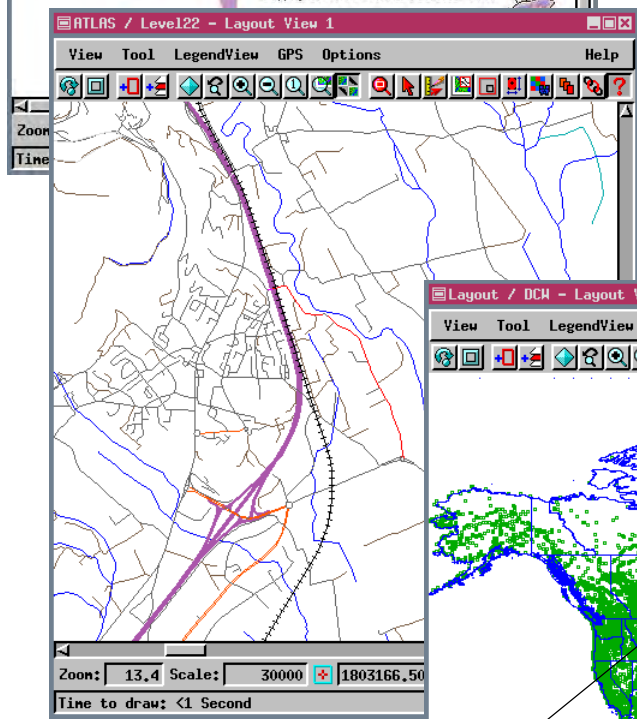 ATLAS / Level22 - Layout View 1
View Tool LegendView GPS Options Help
Zoom
Time
Layout / DCW - Layout
View Tool LegendView
Zoom: 13.4 Scale: 30000 1803166.50
Time to draw: <1 Second